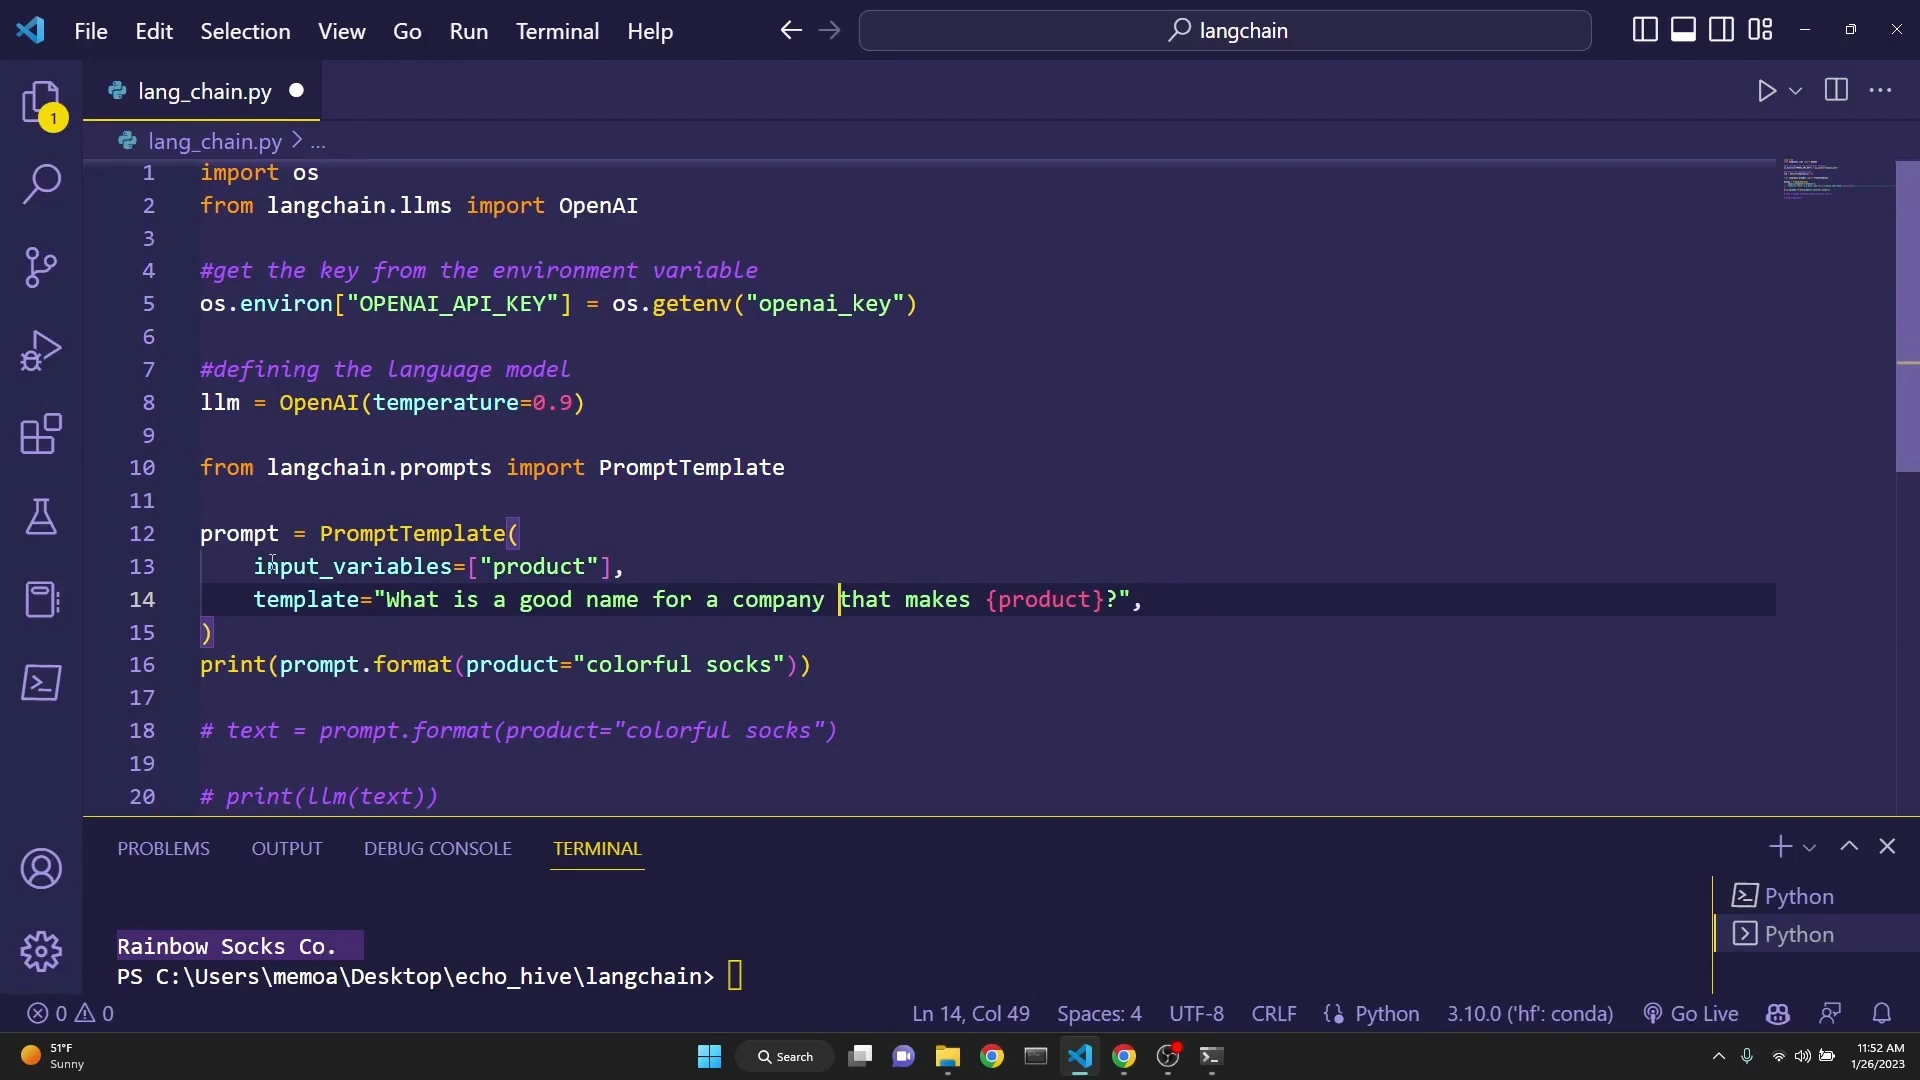 File Edit Selection View Go Run Terminal Help
langchain
lang_chain.py
1
lang_chain.py > ...
1 import os
2 from langchain.llms import OpenAI
3
4 #get the key from the environment variable
5 os.environ["OPENAI_API_KEY"] = os.getenv("openai_key")
6
7 #defining the language model
8 llm = OpenAI(temperature=0.9)
9
10 from langchain.prompts import PromptTemplate
11
12 prompt = PromptTemplate(
13 input_variables=["product"],
14 template="What is a good name for a company that makes {product}?",
15 )
16 print(prompt.format(product="colorful socks"))
17
18 # text = prompt.format(product="colorful socks")
19
20 # print(llm(text))
PROBLEMS OUTPUT DEBUG CONSOLE TERMINAL
Python
Python
Rainbow Socks Co.
PS C:\Users\memoa\Desktop\echo_hive\langchain>
0 0 Ln 14, Col 49 Spaces: 4 UTF-8 CRLF Python 3.10.0 ('hf': conda) Go Live
51°F
Sunny
Search
11:52 AM
1/26/2023